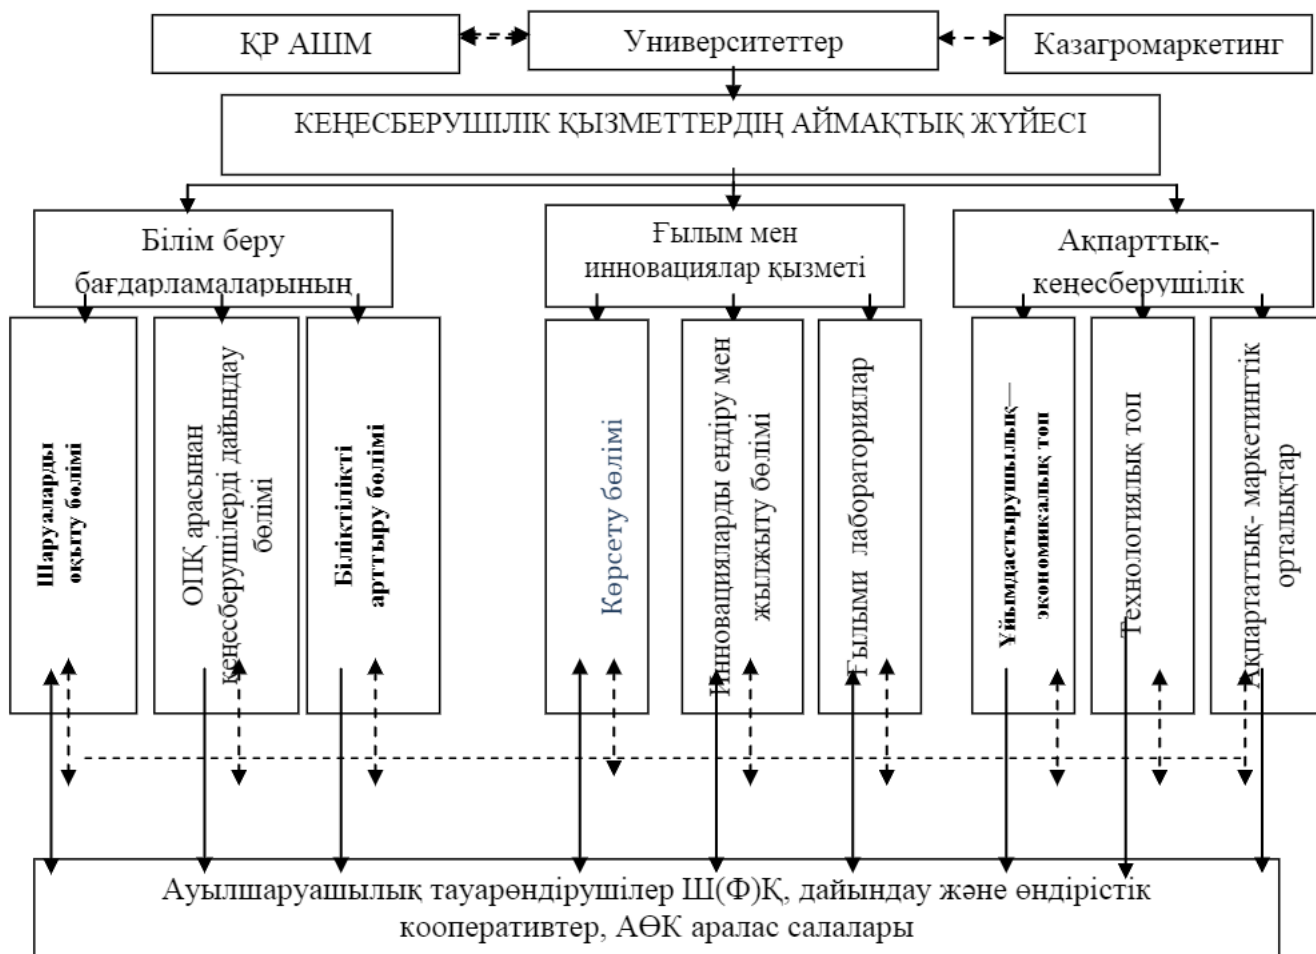 ҚР АШМ
Университеттер
Казагромаркетинг
КЕҢЕСБЕРУШІЛІК ҚЫЗМЕТТЕРДІҢ АЙМАҚТЫҚ ЖҮЙЕСІ
Білім беру
бағдарламаларының
Ғылым мен
инновациялар қызметі
Ақпарттық-
кеңесберушілік
Шаруаларды
оқыту бөлімі
ОПҚ арасынан
кеңесберушілерді дайындау
бөлімі
Біліктілікті
арттыру бөлімі
Көрсету бөлімі
Инновацияларды ендіру мен
жылжыту бөлімі
Ғылыми лабораториялар
Ұйымдастырушылық—
экономикалық топ
Технологиялық топ
Ақпартаттық- маркетингтік
орталықтар
Ауылшаруашылық тауарөндірушілер Ш(Ф)Қ, дайындау және өндірістік
кооперативтер, АӨК аралас салалары